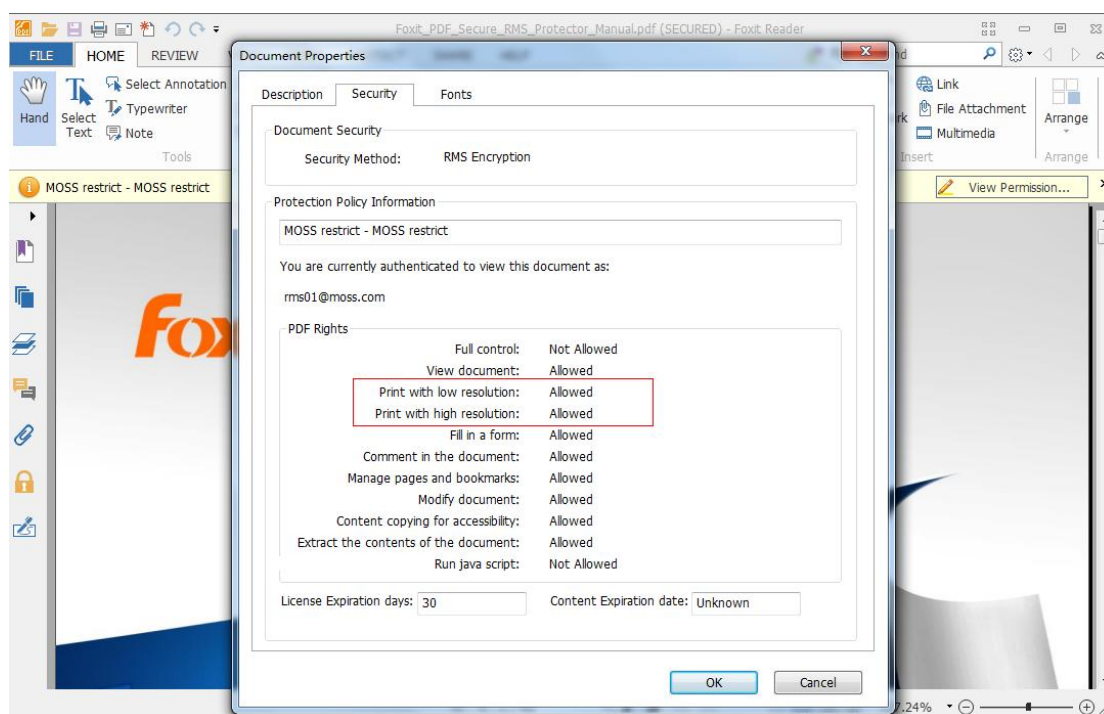 Foxit_PDF_Secure_RMS_Protector_Manual.pdf (SECURED) - Foxit Reader
FILE HOME REVIEW
Document Properties
Hand
Select Text
Select Annotation
Typewriter
Note
Tools
Link
File Attachment
Multimedia
Insert
Arrange
Arrange
MOSS restrict - MOSS restrict
View Permission...
Description Security Fonts
Document Security
Security Method: RMS Encryption
Protection Policy Information
MOSS restrict - MOSS restrict
You are currently authenticated to view this document as:
rms01@moss.com
PDF Rights
Full control: Not Allowed
View document: Allowed
Print with low resolution: Allowed
Print with high resolution: Allowed
Fill in a form: Allowed
Comment in the document: Allowed
Manage pages and bookmarks: Allowed
Modify document: Allowed
Content copying for accessibility: Allowed
Extract the contents of the document: Allowed
Run java script: Not Allowed
License Expiration days: 30 Content Expiration date: Unknown
OK Cancel
7.24%